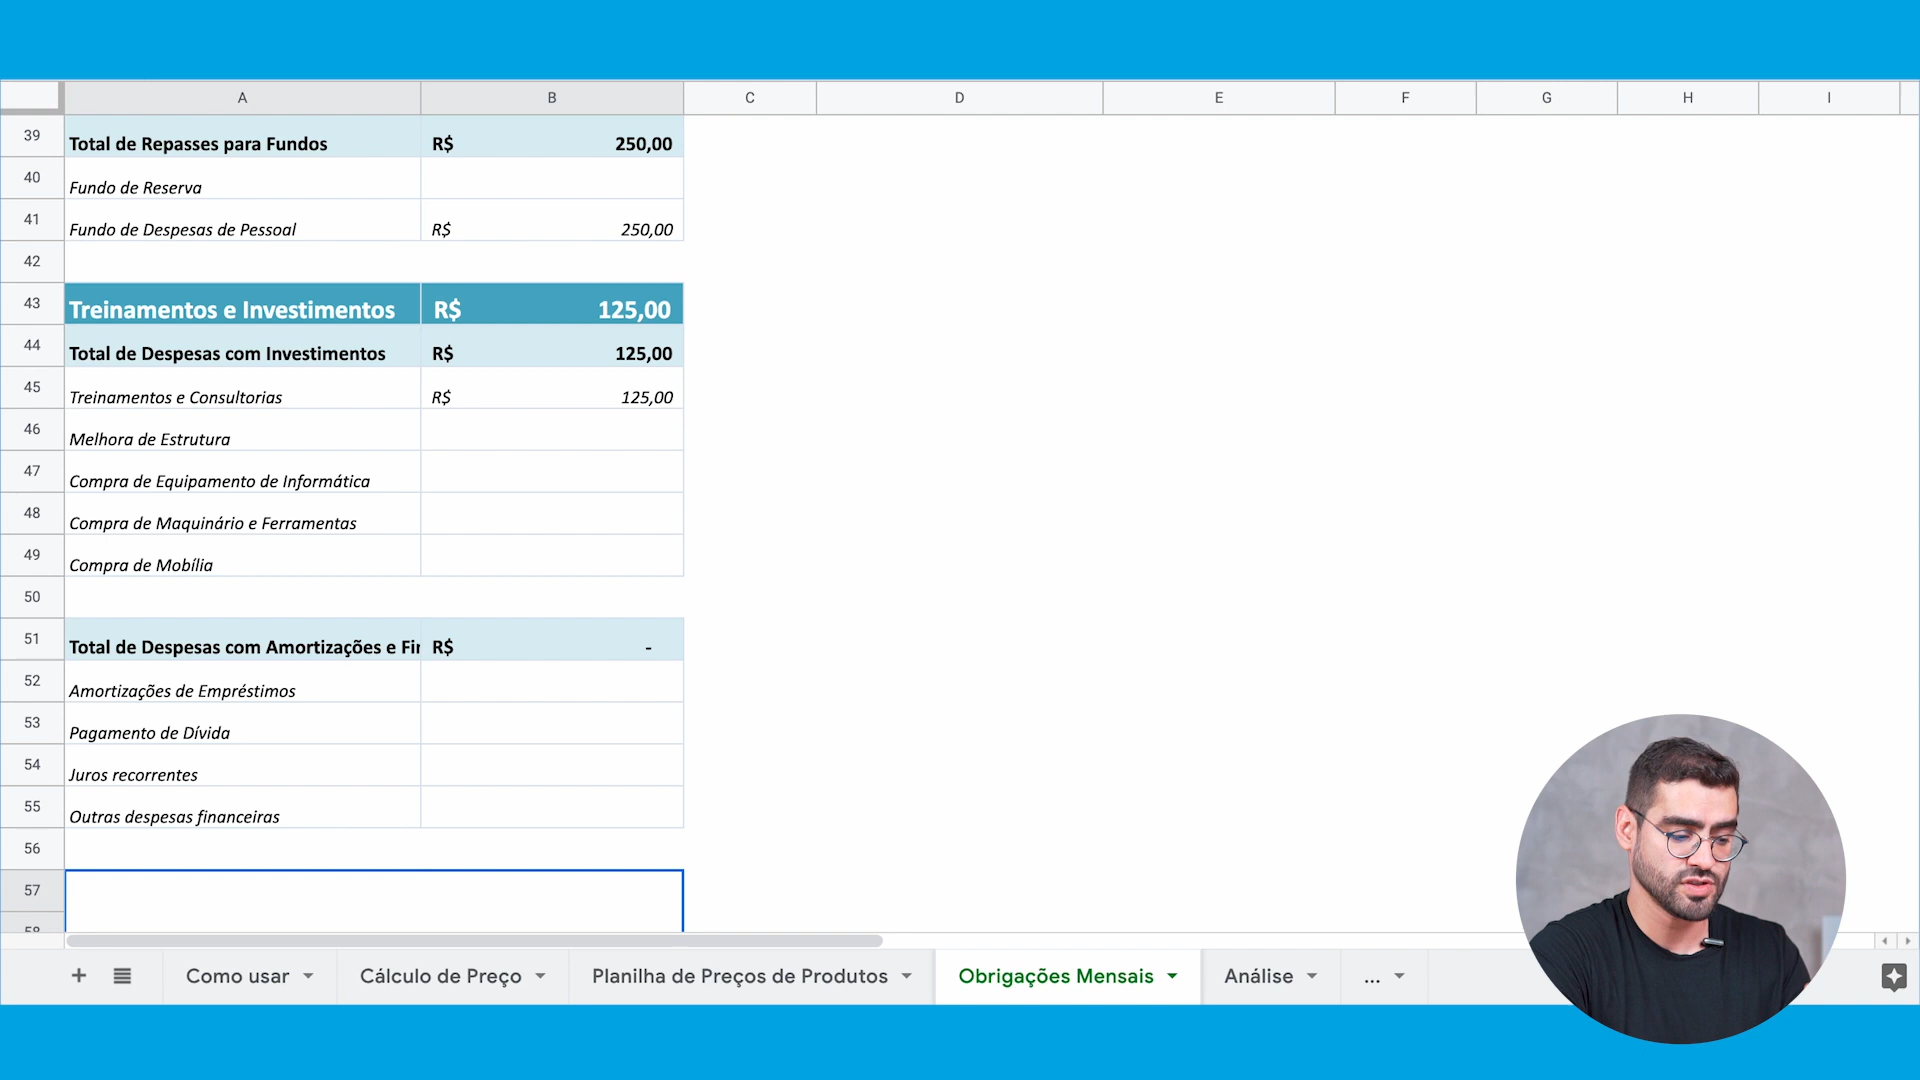 A B C D E F G H I
39 Total de Repasses para Fundos R$ 250,00
40 Fundo de Reserva
41 Fundo de Despesas de Pessoal R$ 250,00
42
43 Treinamentos e Investimentos R$ 125,00
44 Total de Despesas com Investimentos R$ 125,00
45 Treinamentos e Consultorias R$ 125,00
46 Melhora de Estrutura
47 Compra de Equipamento de Informática
48 Compra de Maquinário e Ferramentas
49 Compra de Mobília
50
51 Total de Despesas com Amortizações e Fin R$ -
52 Amortizações de Empréstimos
53 Pagamento de Dívida
54 Juros recorrentes
55 Outras despesas financeiras
56
57
58
+ Como usar Cálculo de Preço Planilha de Preços de Produtos Obrigações Mensais Análise ...